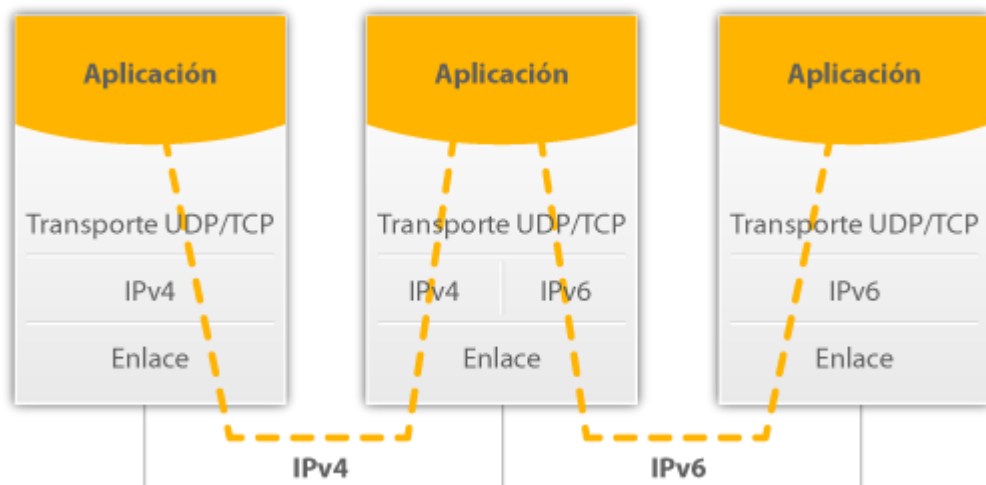 Aplicación
Transporte UDP/TCP
IPv4
Enlace
Aplicación
Transporte UDP/TCP
IPv4 IPv6
Enlace
Aplicación
Transporte UDP/TCP
IPv6
Enlace
IPv4
IPv6